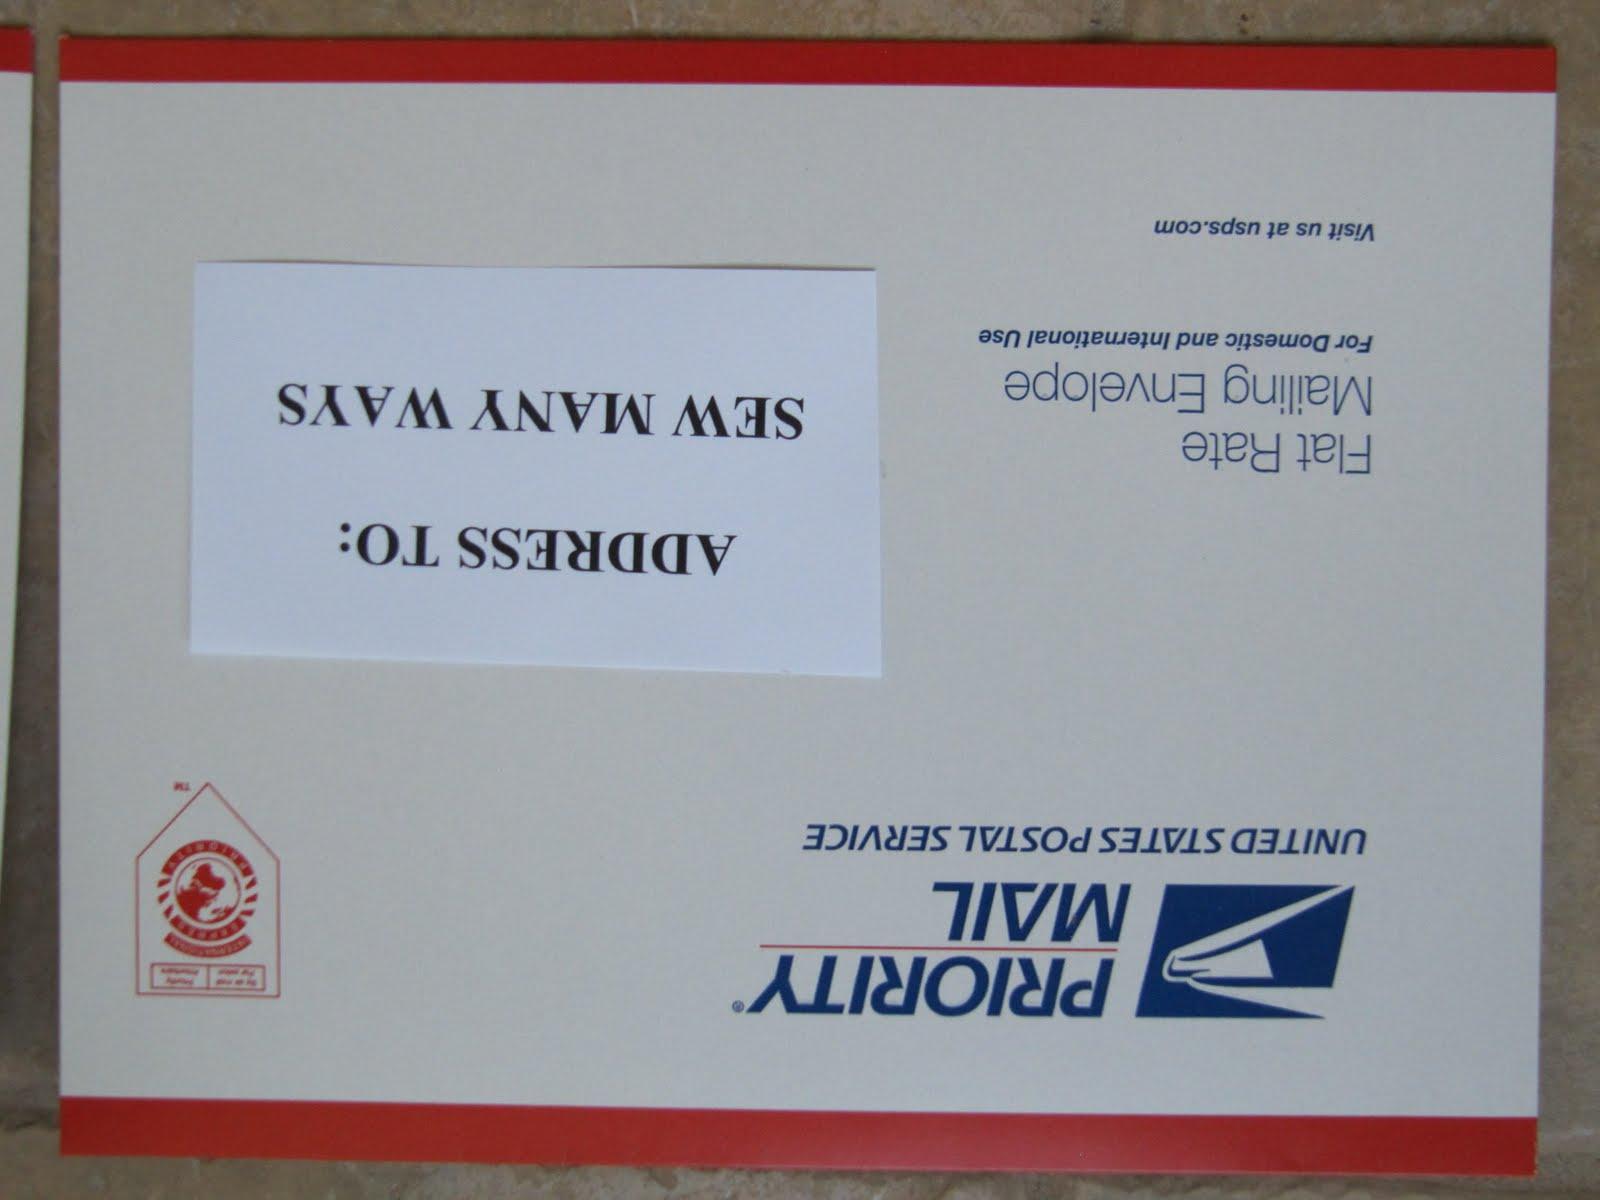 PRIORITY®
MAIL
UNITED STATES POSTAL SERVICE
INTERNATIONAL
TM
ADDRESS TO:
SEW MANY WAYS
Flat Rate
Mailing Envelope
For Domestic and International Use
Visit us at usps.com